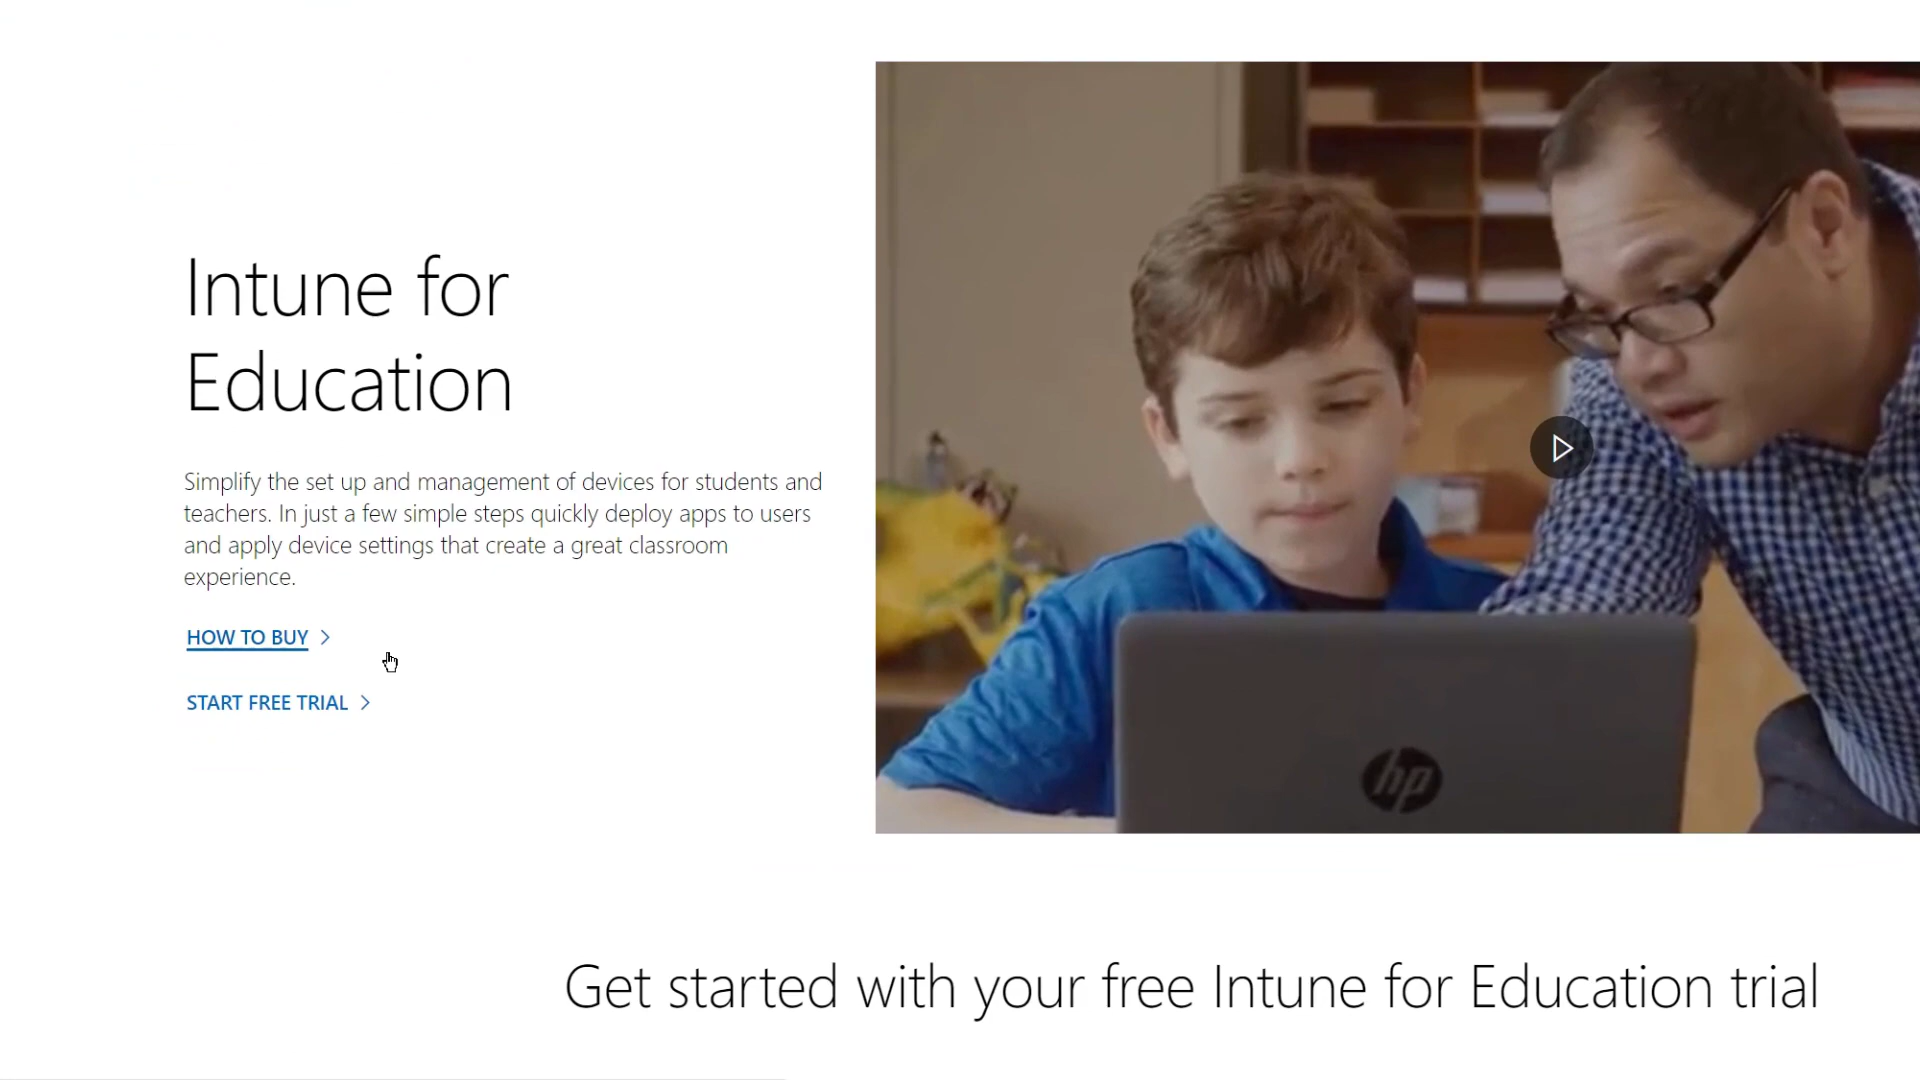 Intune for
Education
Simplify the set up and management of devices for students and
teachers. In just a few simple steps quickly deploy apps to users
and apply device settings that create a great classroom
experience.
HOW TO BUY
START FREE TRIAL
hp
Get started with your free Intune for Education trial